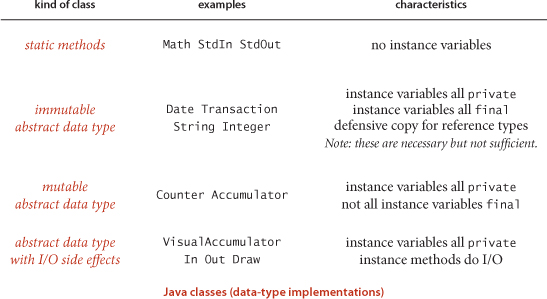 kind of class examples characteristics
static methods Math StdIn StdOut no instance variables
instance variables all private
immutable Date Transaction instance variables all final
abstract data type String Integer defensive copy for reference types
Note: these are necessary but not sufficient.
mutable instance variables all private
abstract data type Counter Accumulator not all instance variables final
abstract data type VisualAccumulator instance variables all private
with I/O side effects In Out Draw instance methods do I/O
Java classes (data-type implementations)